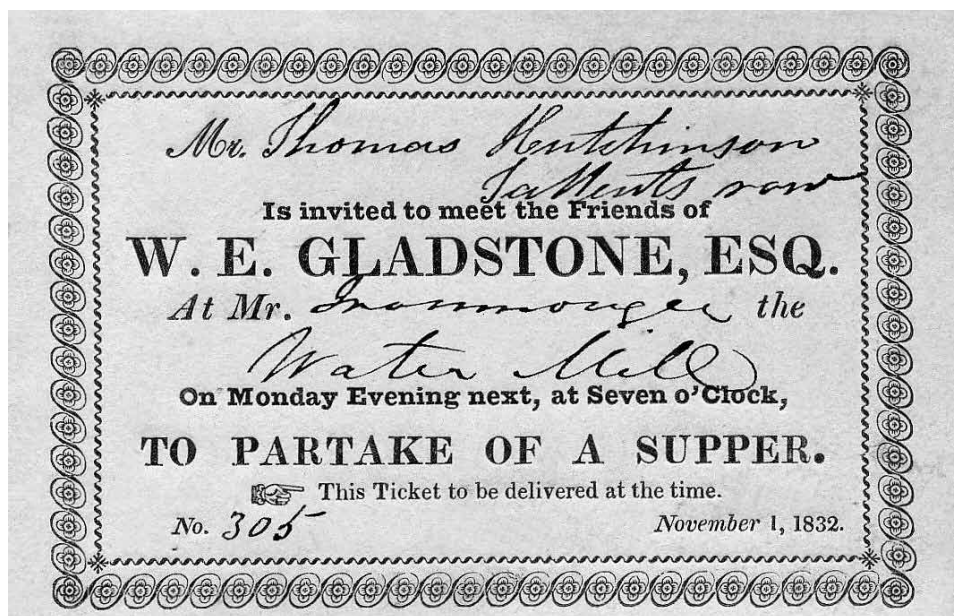 Mr. Thomas Hutchinson
Tallents row
Is invited to meet the Friends of
W. E. GLADSTONE, ESQ.
At Mr. Ironmonger the
Water Mill
On Monday Evening next, at Seven o'Clock,
TO PARTAKE OF A SUPPER.
☞ This Ticket to be delivered at the time.
No. 305 November 1, 1832.